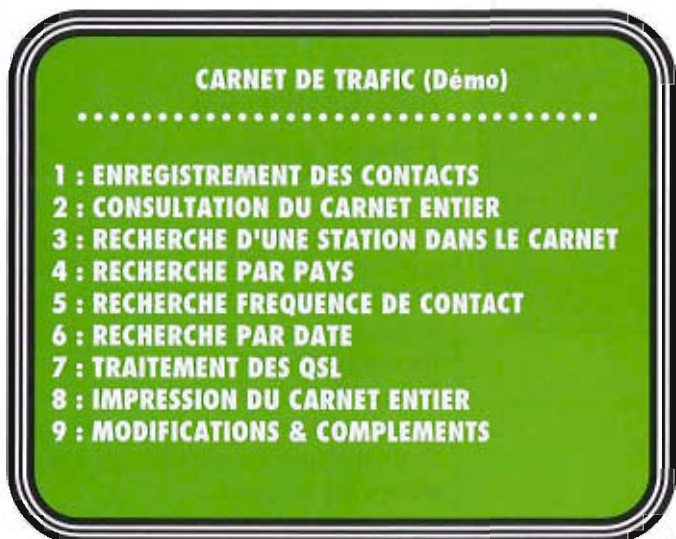 CARNET DE TRAFIC (Démo)
..................................
1 : ENREGISTREMENT DES CONTACTS
2 : CONSULTATION DU CARNET ENTIER
3 : RECHERCHE D'UNE STATION DANS LE CARNET
4 : RECHERCHE PAR PAYS
5 : RECHERCHE FREQUENCE DE CONTACT
6 : RECHERCHE PAR DATE
7 : TRAITEMENT DES QSL
8 : IMPRESSION DU CARNET ENTIER
9 : MODIFICATIONS & COMPLEMENTS